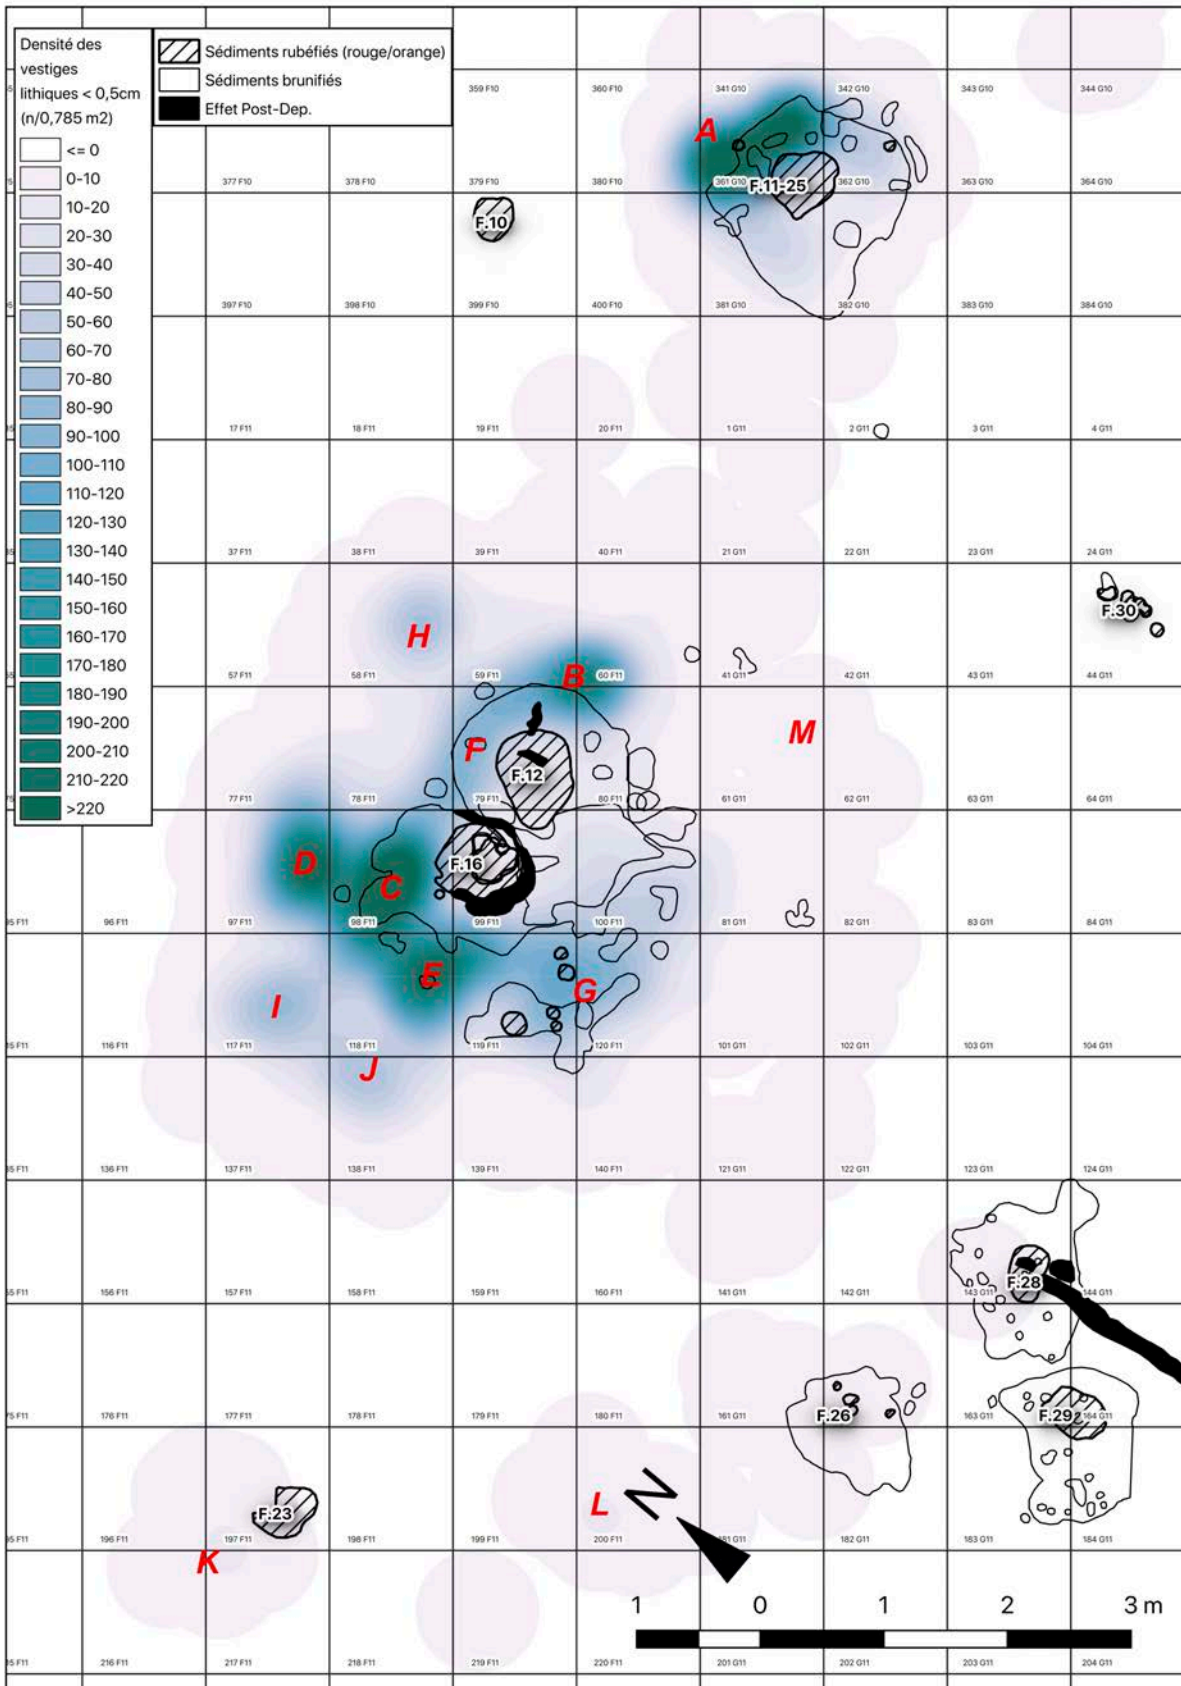 Densité des
vestiges
lithiques < 0,5cm
(n/0,785 m2)
<= 0
0-10
10-20
20-30
30-40
40-50
50-60
60-70
70-80
80-90
90-100
100-110
110-120
120-130
130-140
140-150
150-160
160-170
170-180
180-190
190-200
200-210
210-220
>220
Sédiments rubéfiés (rouge/orange)
Sédiments brunifiés
Effet Post-Dep.
359 F10 360 F10 341 G10 342 G10 343 G10 344 G10
A
377 F10 378 F10 379 F10 380 F10 361 G10 362 G10 363 G10 364 G10
F.11-25
F.10
397 F10 398 F10 399 F10 400 F10 381 G10 382 G10 383 G10 384 G10
17 F11 18 F11 19 F11 20 F11 1 G11 2 G11 3 G11 4 G11
37 F11 38 F11 39 F11 40 F11 21 G11 22 G11 23 G11 24 G11
F.30
H
57 F11 58 F11 59 F11 B 60 F11 41 G11 42 G11 43 G11 44 G11
M
F
F.12
77 F11 78 F11 79 F11 80 F11 61 G11 62 G11 63 G11 64 G11
D
F.16
C
95 F11 96 F11 97 F11 98 F11 99 F11 100 F11 81 G11 82 G11 83 G11 84 G11
E
G
I
116 F11 117 F11 118 F11 119 F11 120 F11 101 G11 102 G11 103 G11 104 G11
J
136 F11 137 F11 138 F11 139 F11 140 F11 121 G11 122 G11 123 G11 124 G11
F.28
156 F11 157 F11 158 F11 159 F11 160 F11 141 G11 142 G11 143 G11 144 G11
176 F11 177 F11 178 F11 179 F11 180 F11 161 G11 F.26 163 G11 F.29 164 G11
L
N
F.23
196 F11 197 F11 198 F11 199 F11 200 F11 181 G11 182 G11 183 G11 184 G11
K
1 0 1 2 3 m
216 F11 217 F11 218 F11 219 F11 220 F11 201 G11 202 G11 203 G11 204 G11